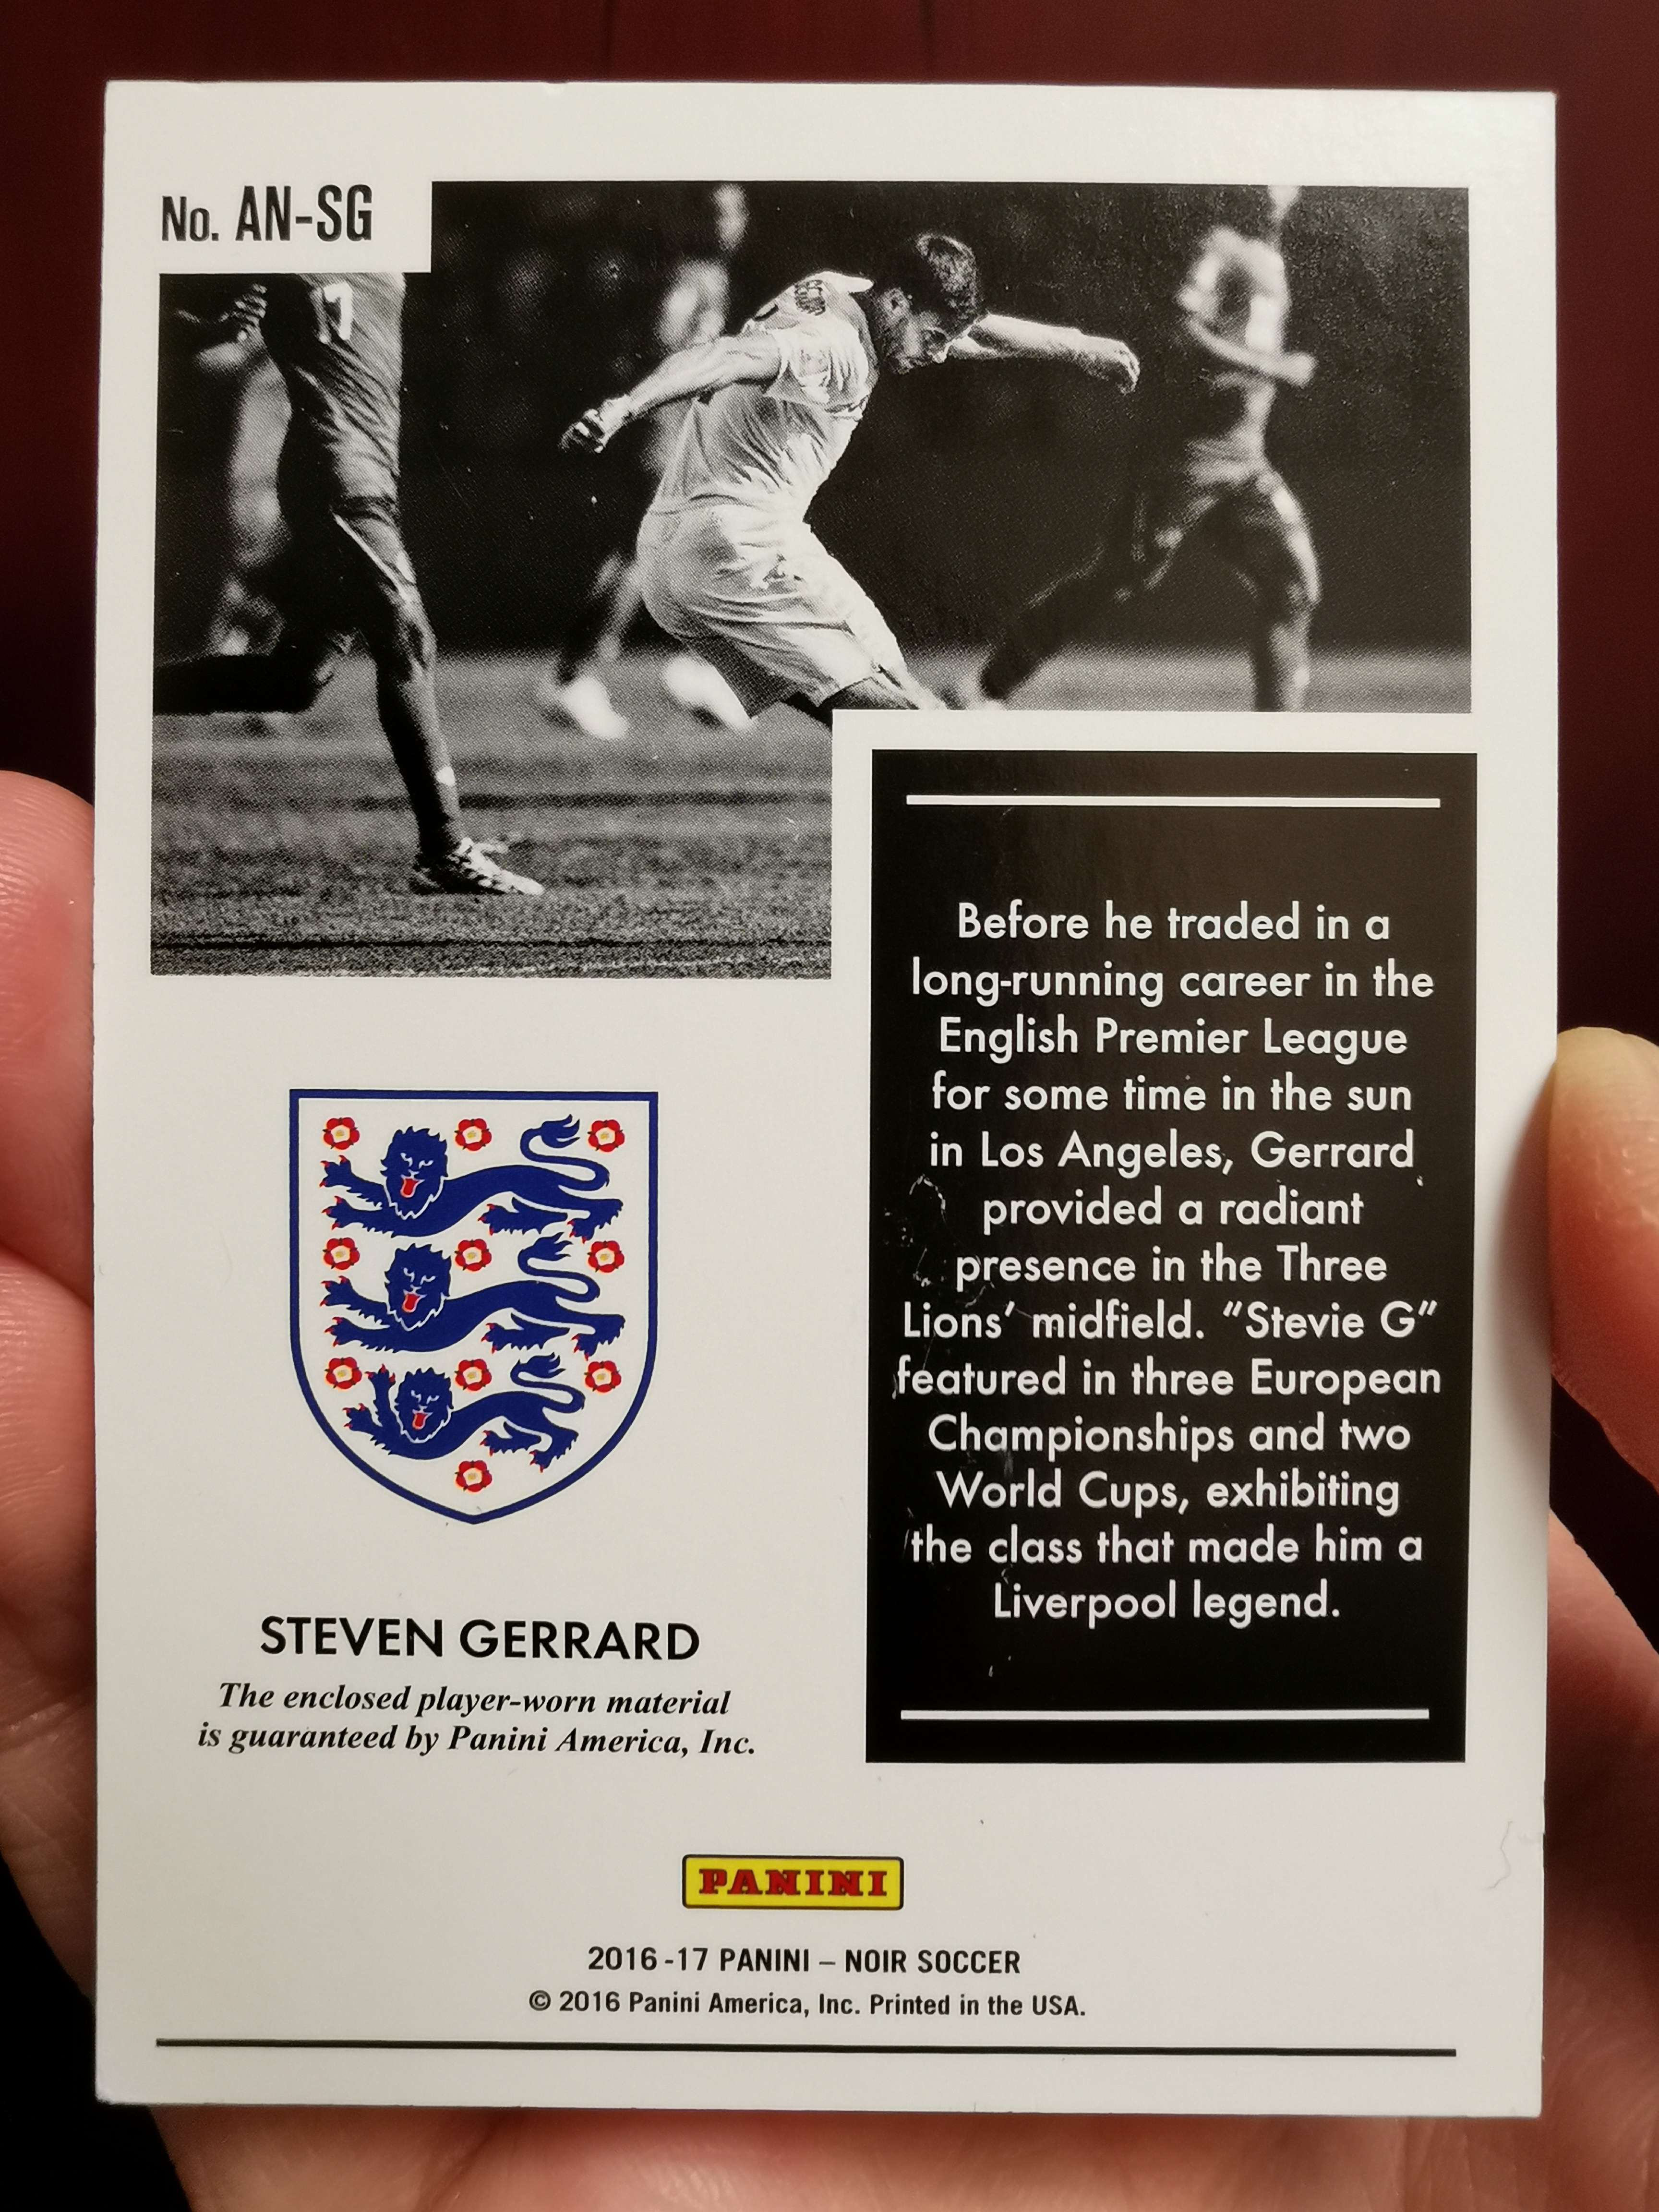 No. AN-SG
17
Before he traded in a
long-running career in the
English Premier League
for some time in the sun
in Los Angeles, Gerrard
provided a radiant
presence in the Three
Lions’ midfield. “Stevie G”
featured in three European
Championships and two
World Cups, exhibiting
the class that made him a
Liverpool legend.
STEVEN GERRARD
The enclosed player-worn material
is guaranteed by Panini America, Inc.
PANINI
2016-17 PANINI – NOIR SOCCER
© 2016 Panini America, Inc. Printed in the USA.